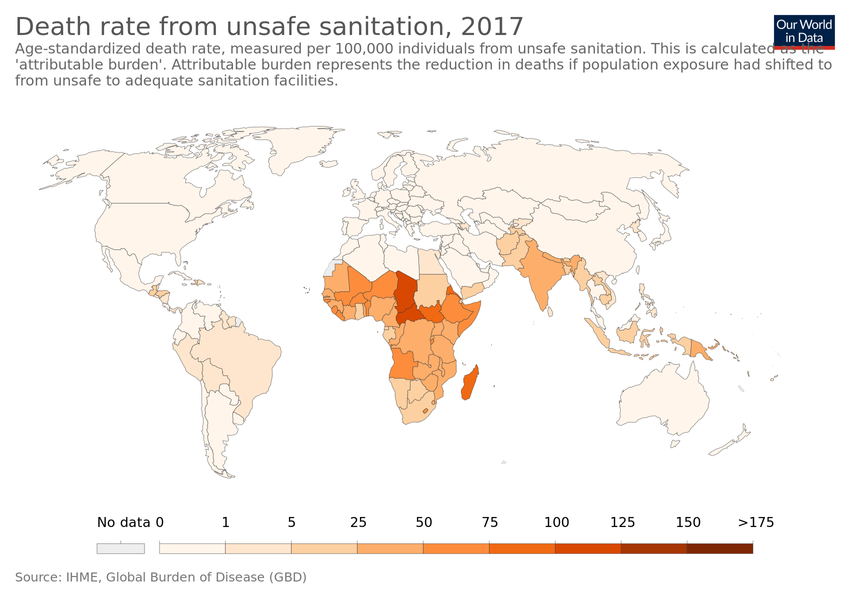 Death rate from unsafe sanitation, 2017
Our World
in Data
Age-standardized death rate, measured per 100,000 individuals from unsafe sanitation. This is calculated as the
'attributable burden'. Attributable burden represents the reduction in deaths if population exposure had shifted to
from unsafe to adequate sanitation facilities.
No data 0 1 5 25 50 75 100 125 150 >175
Source: IHME, Global Burden of Disease (GBD)